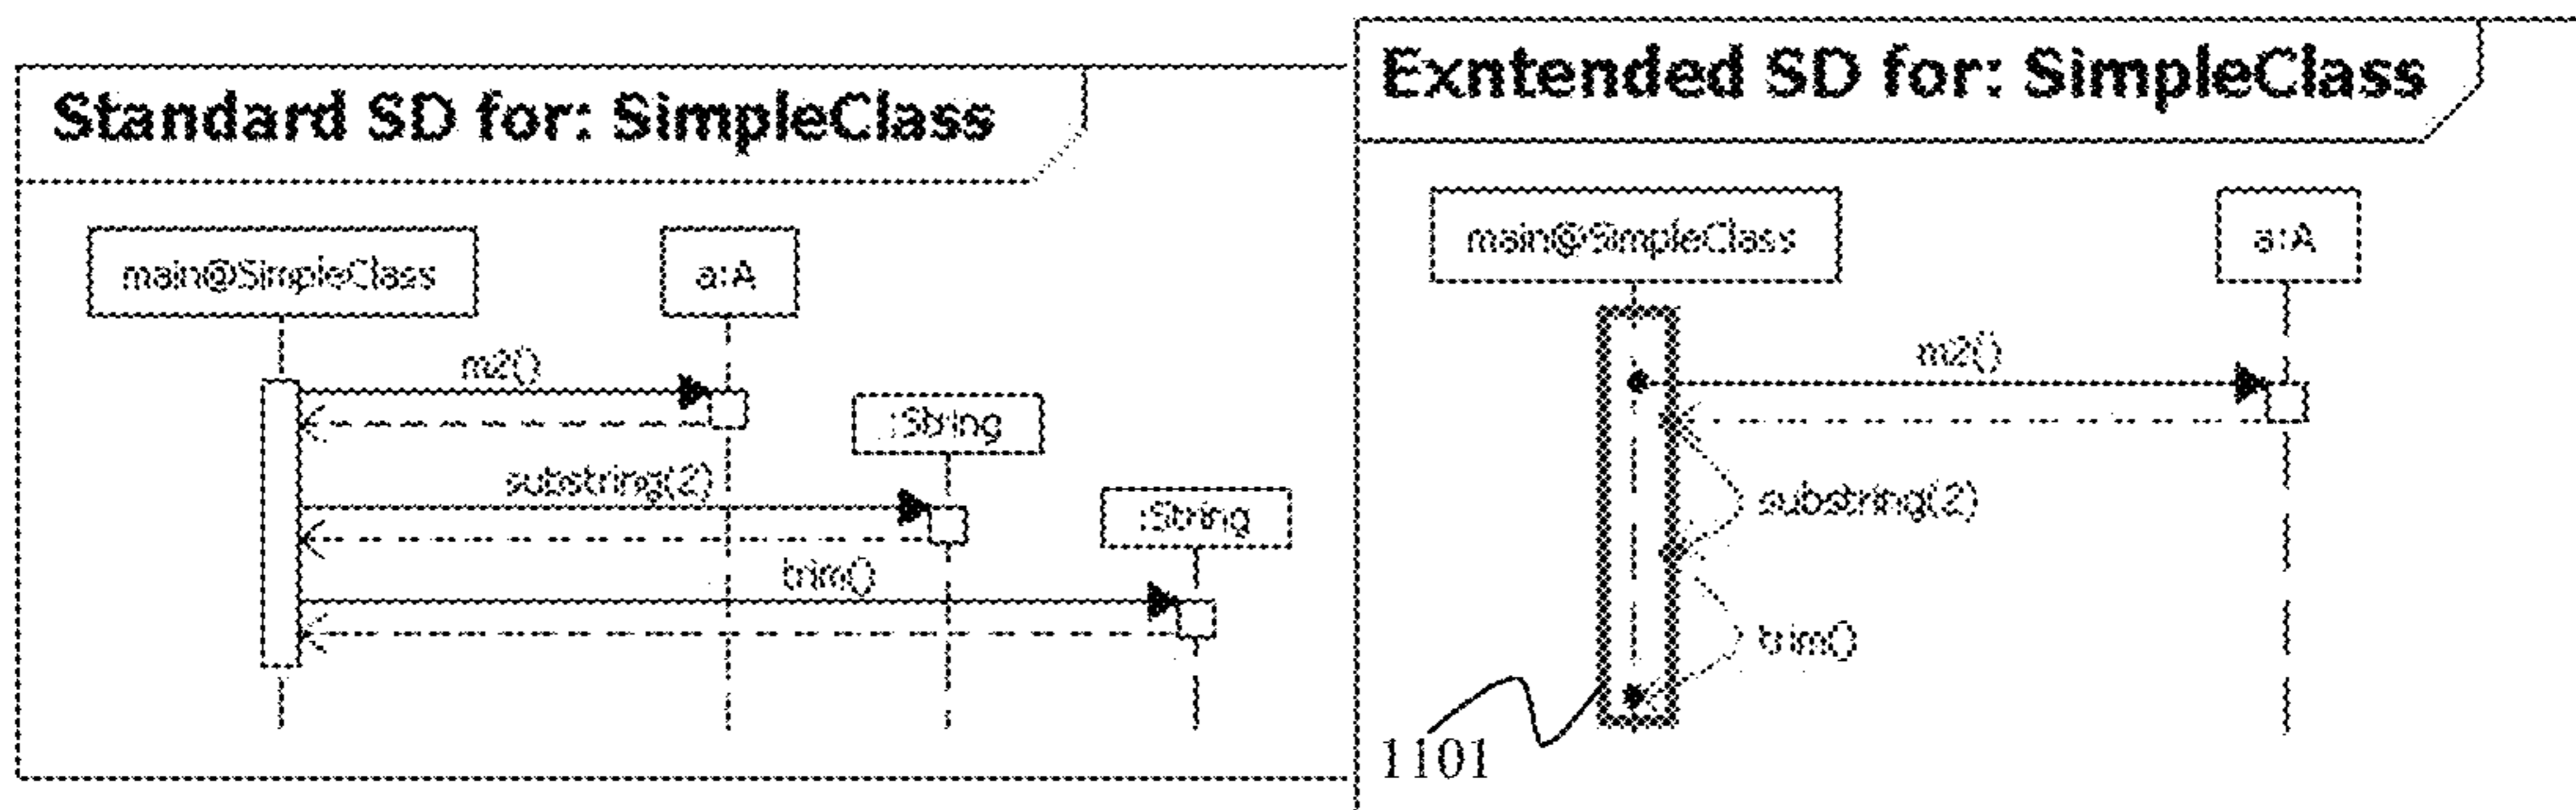 Standard SD for: SimpleClass
main@SimpleClass
a:A
m2()
:String
substring(2)
:String
trim()
Exntended SD for: SimpleClass
main@SimpleClass
a:A
m2()
substring(2)
trim()
1101